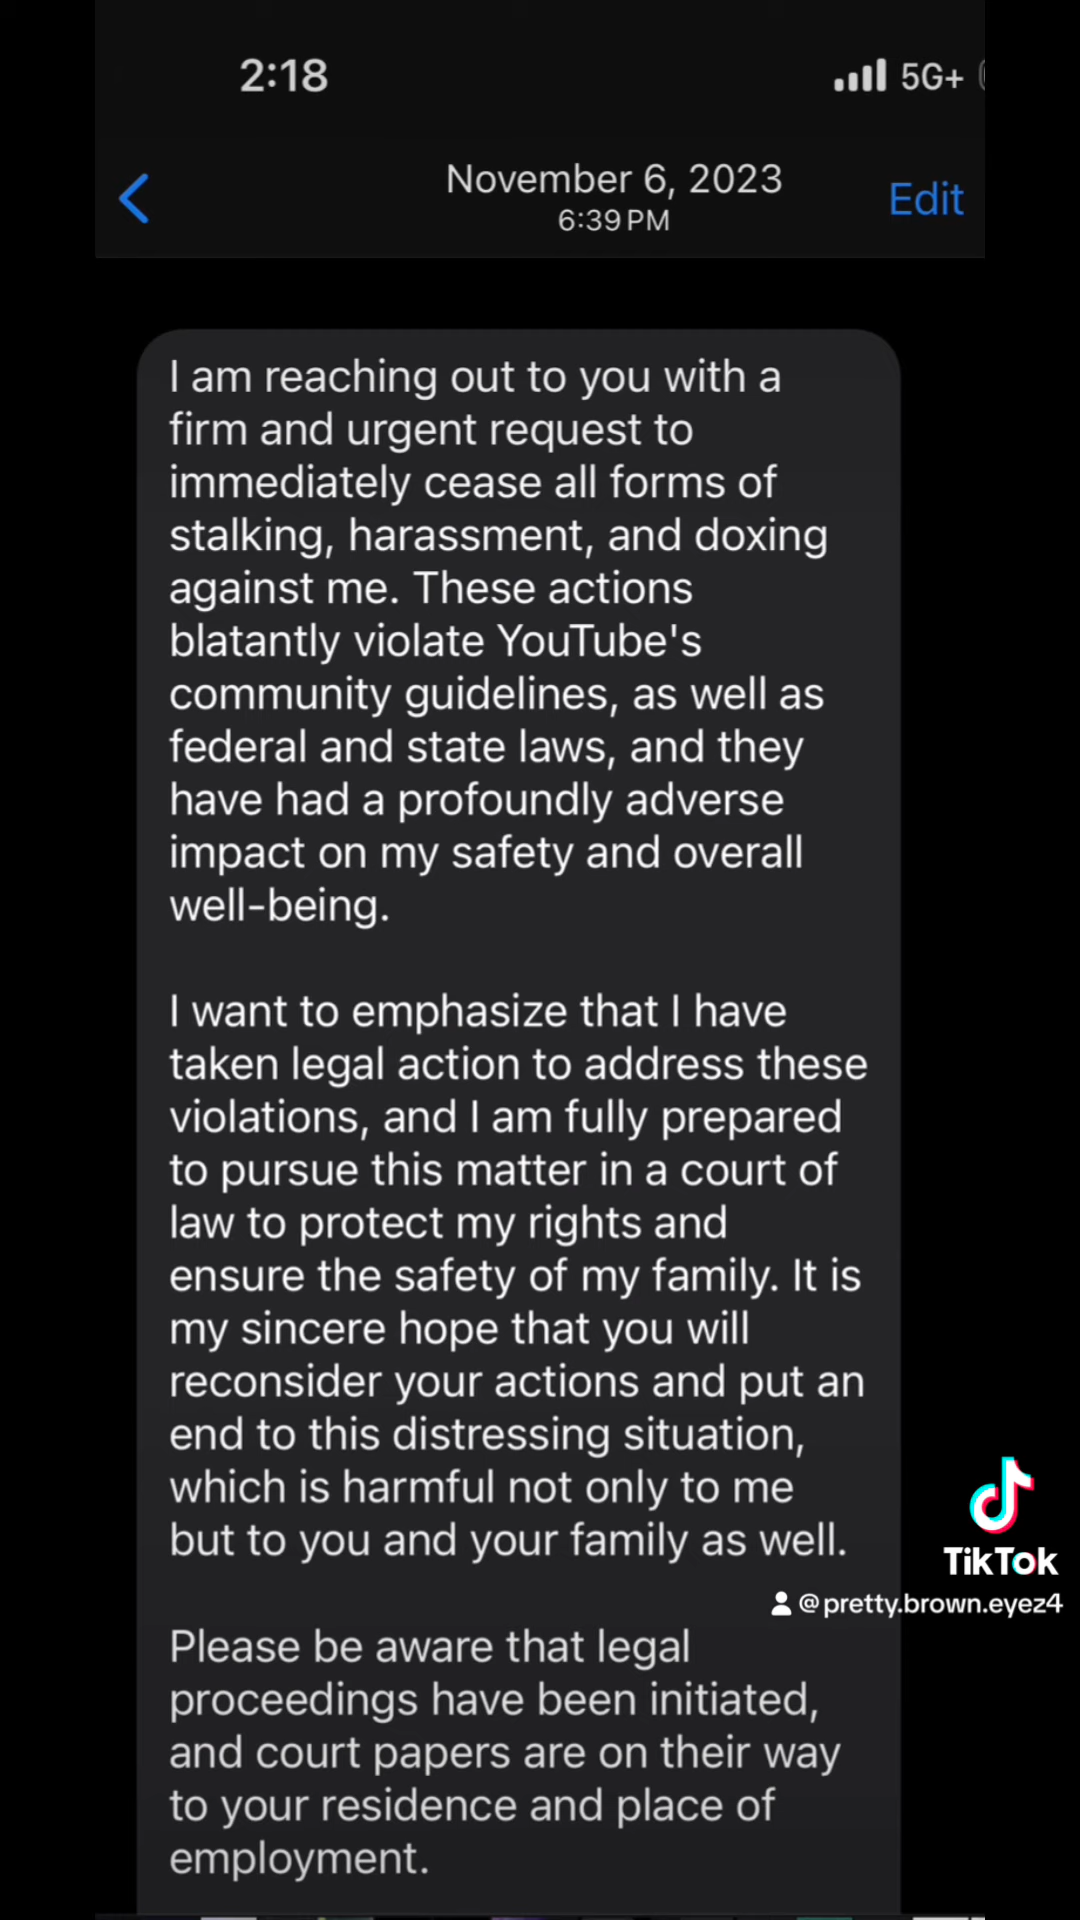 2:18
5G+
November 6, 2023
6:39 PM
Edit
I am reaching out to you with a
firm and urgent request to
immediately cease all forms of
stalking, harassment, and doxing
against me. These actions
blatantly violate YouTube's
community guidelines, as well as
federal and state laws, and they
have had a profoundly adverse
impact on my safety and overall
well-being.
I want to emphasize that I have
taken legal action to address these
violations, and I am fully prepared
to pursue this matter in a court of
law to protect my rights and
ensure the safety of my family. It is
my sincere hope that you will
reconsider your actions and put an
end to this distressing situation,
which is harmful not only to me
but to you and your family as well.
TikTok
@pretty.brown.eyez4
Please be aware that legal
proceedings have been initiated,
and court papers are on their way
to your residence and place of
employment.